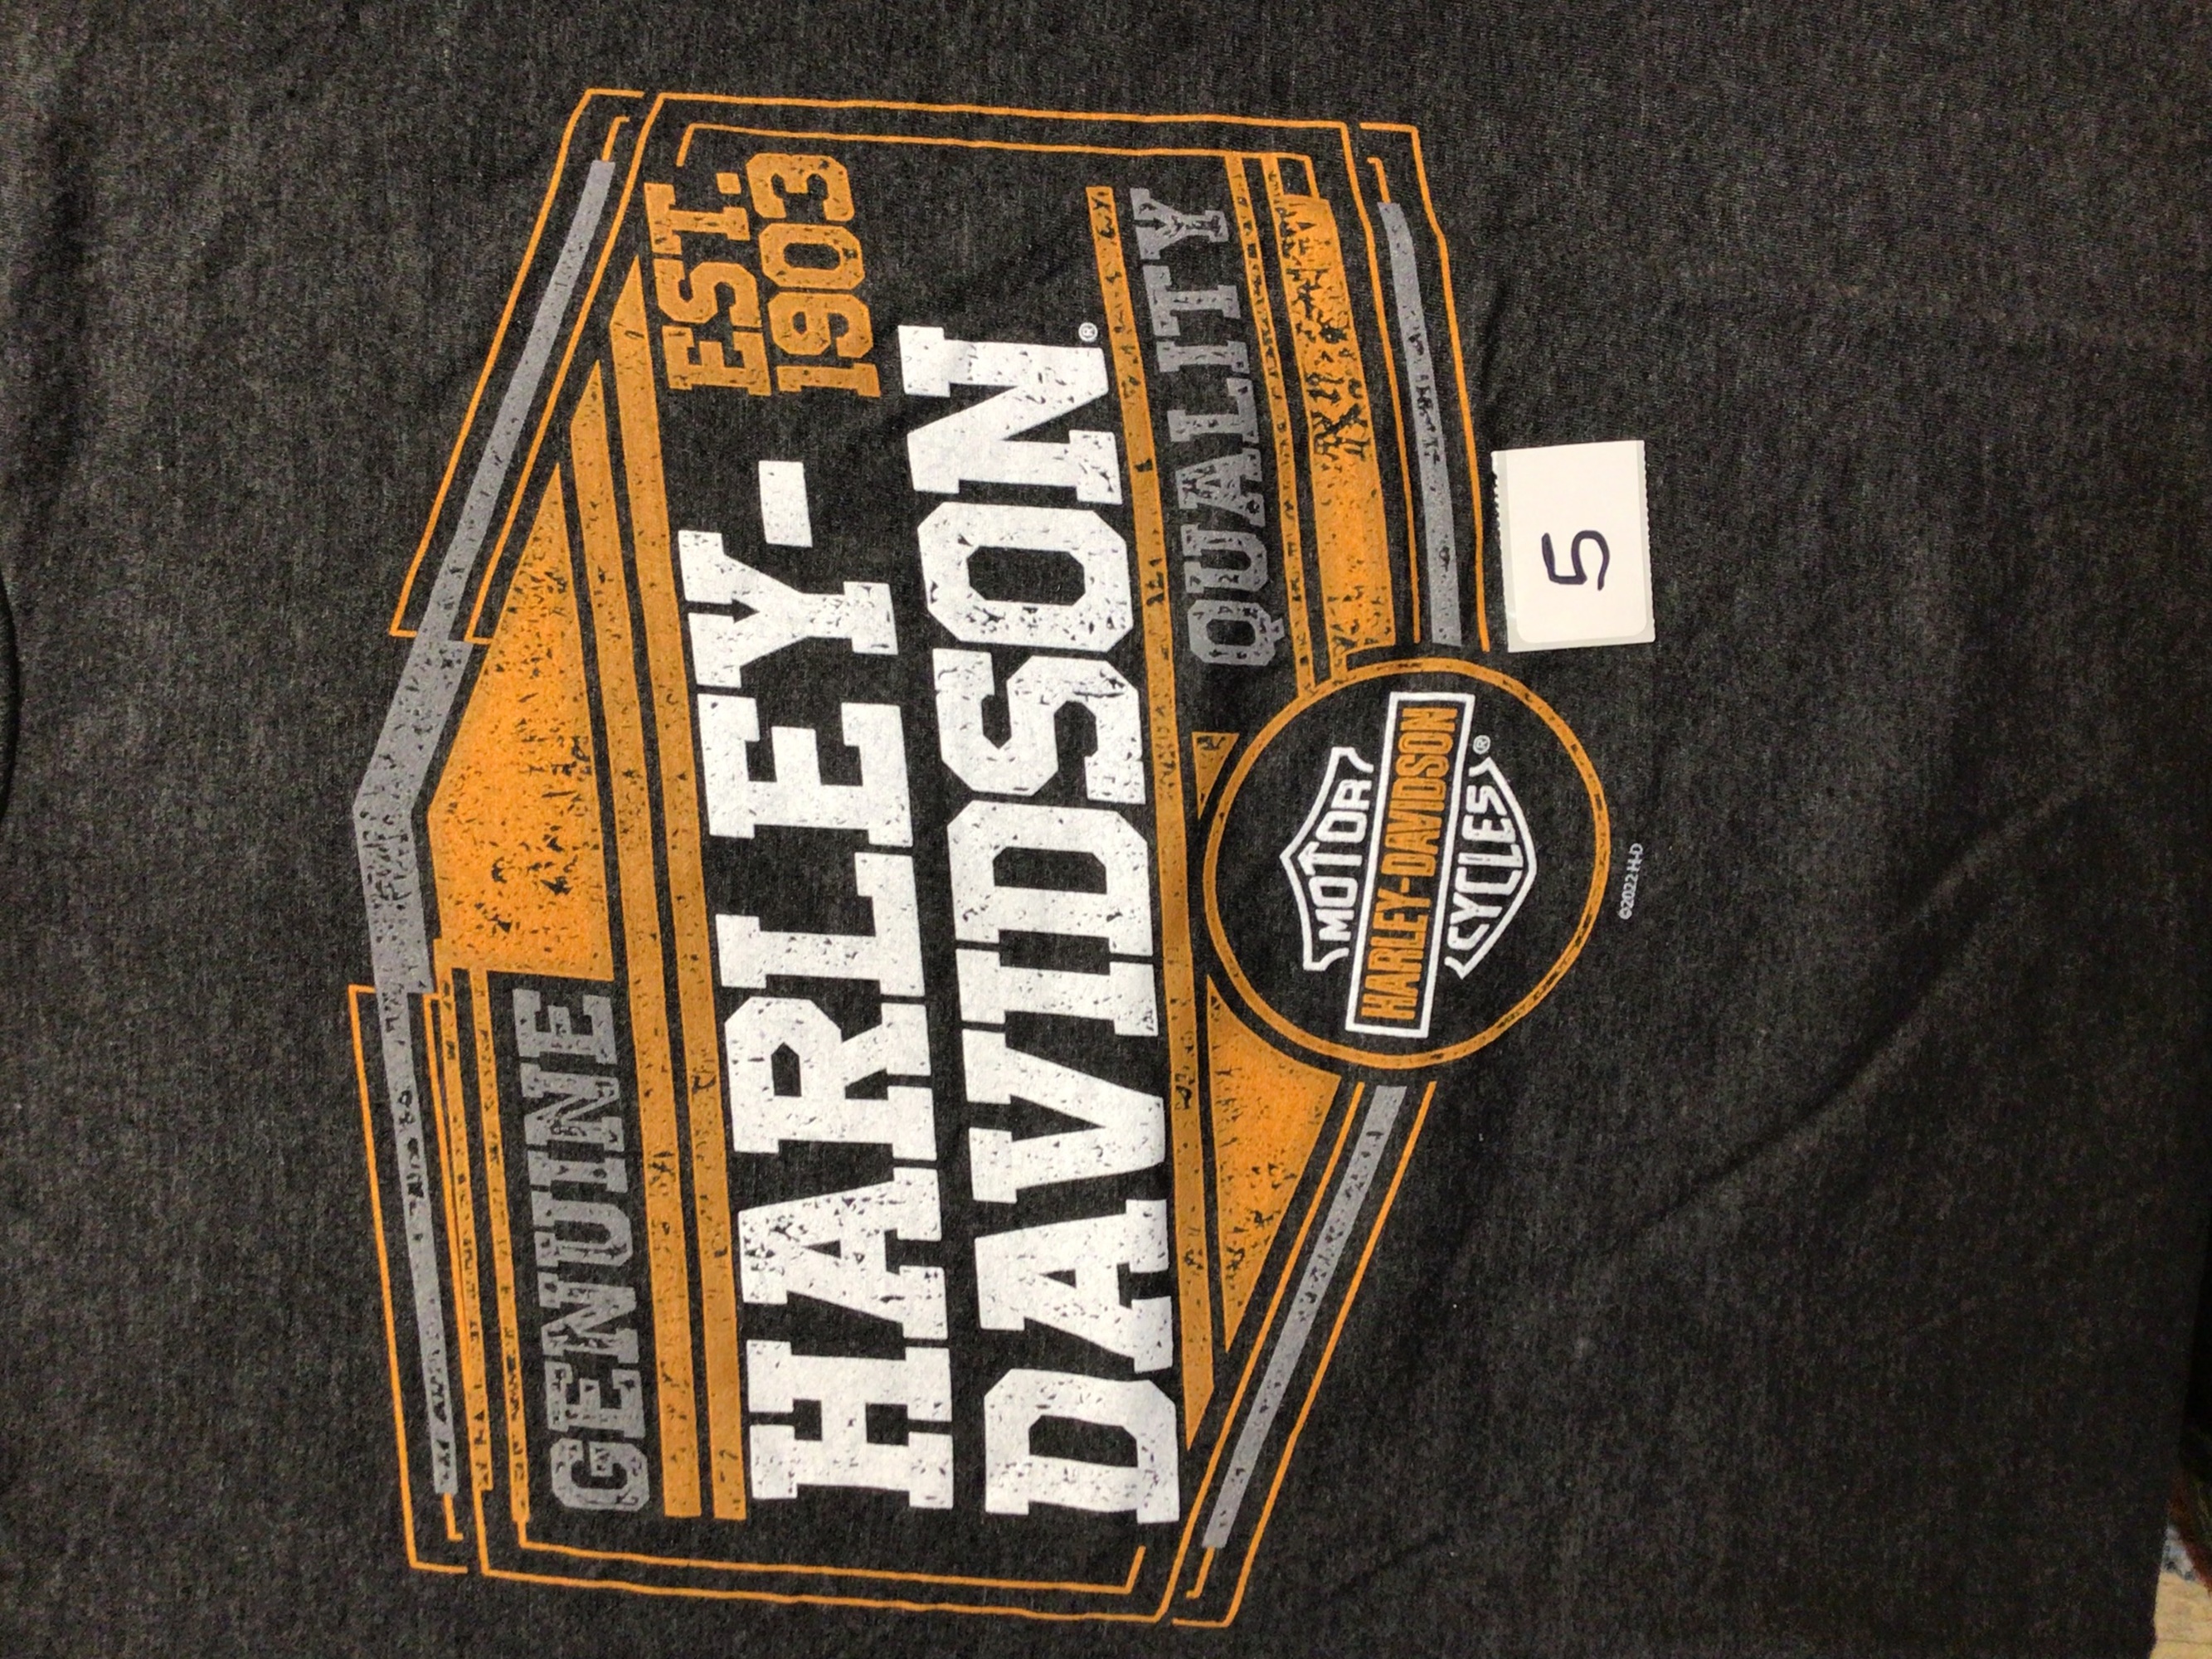 GENUINE
EST.
1903
HARLEY-
DAVIDSON®
QUALITY
MOTOR
HARLEY-DAVIDSON
CYCLES®
©2022 H-D
5